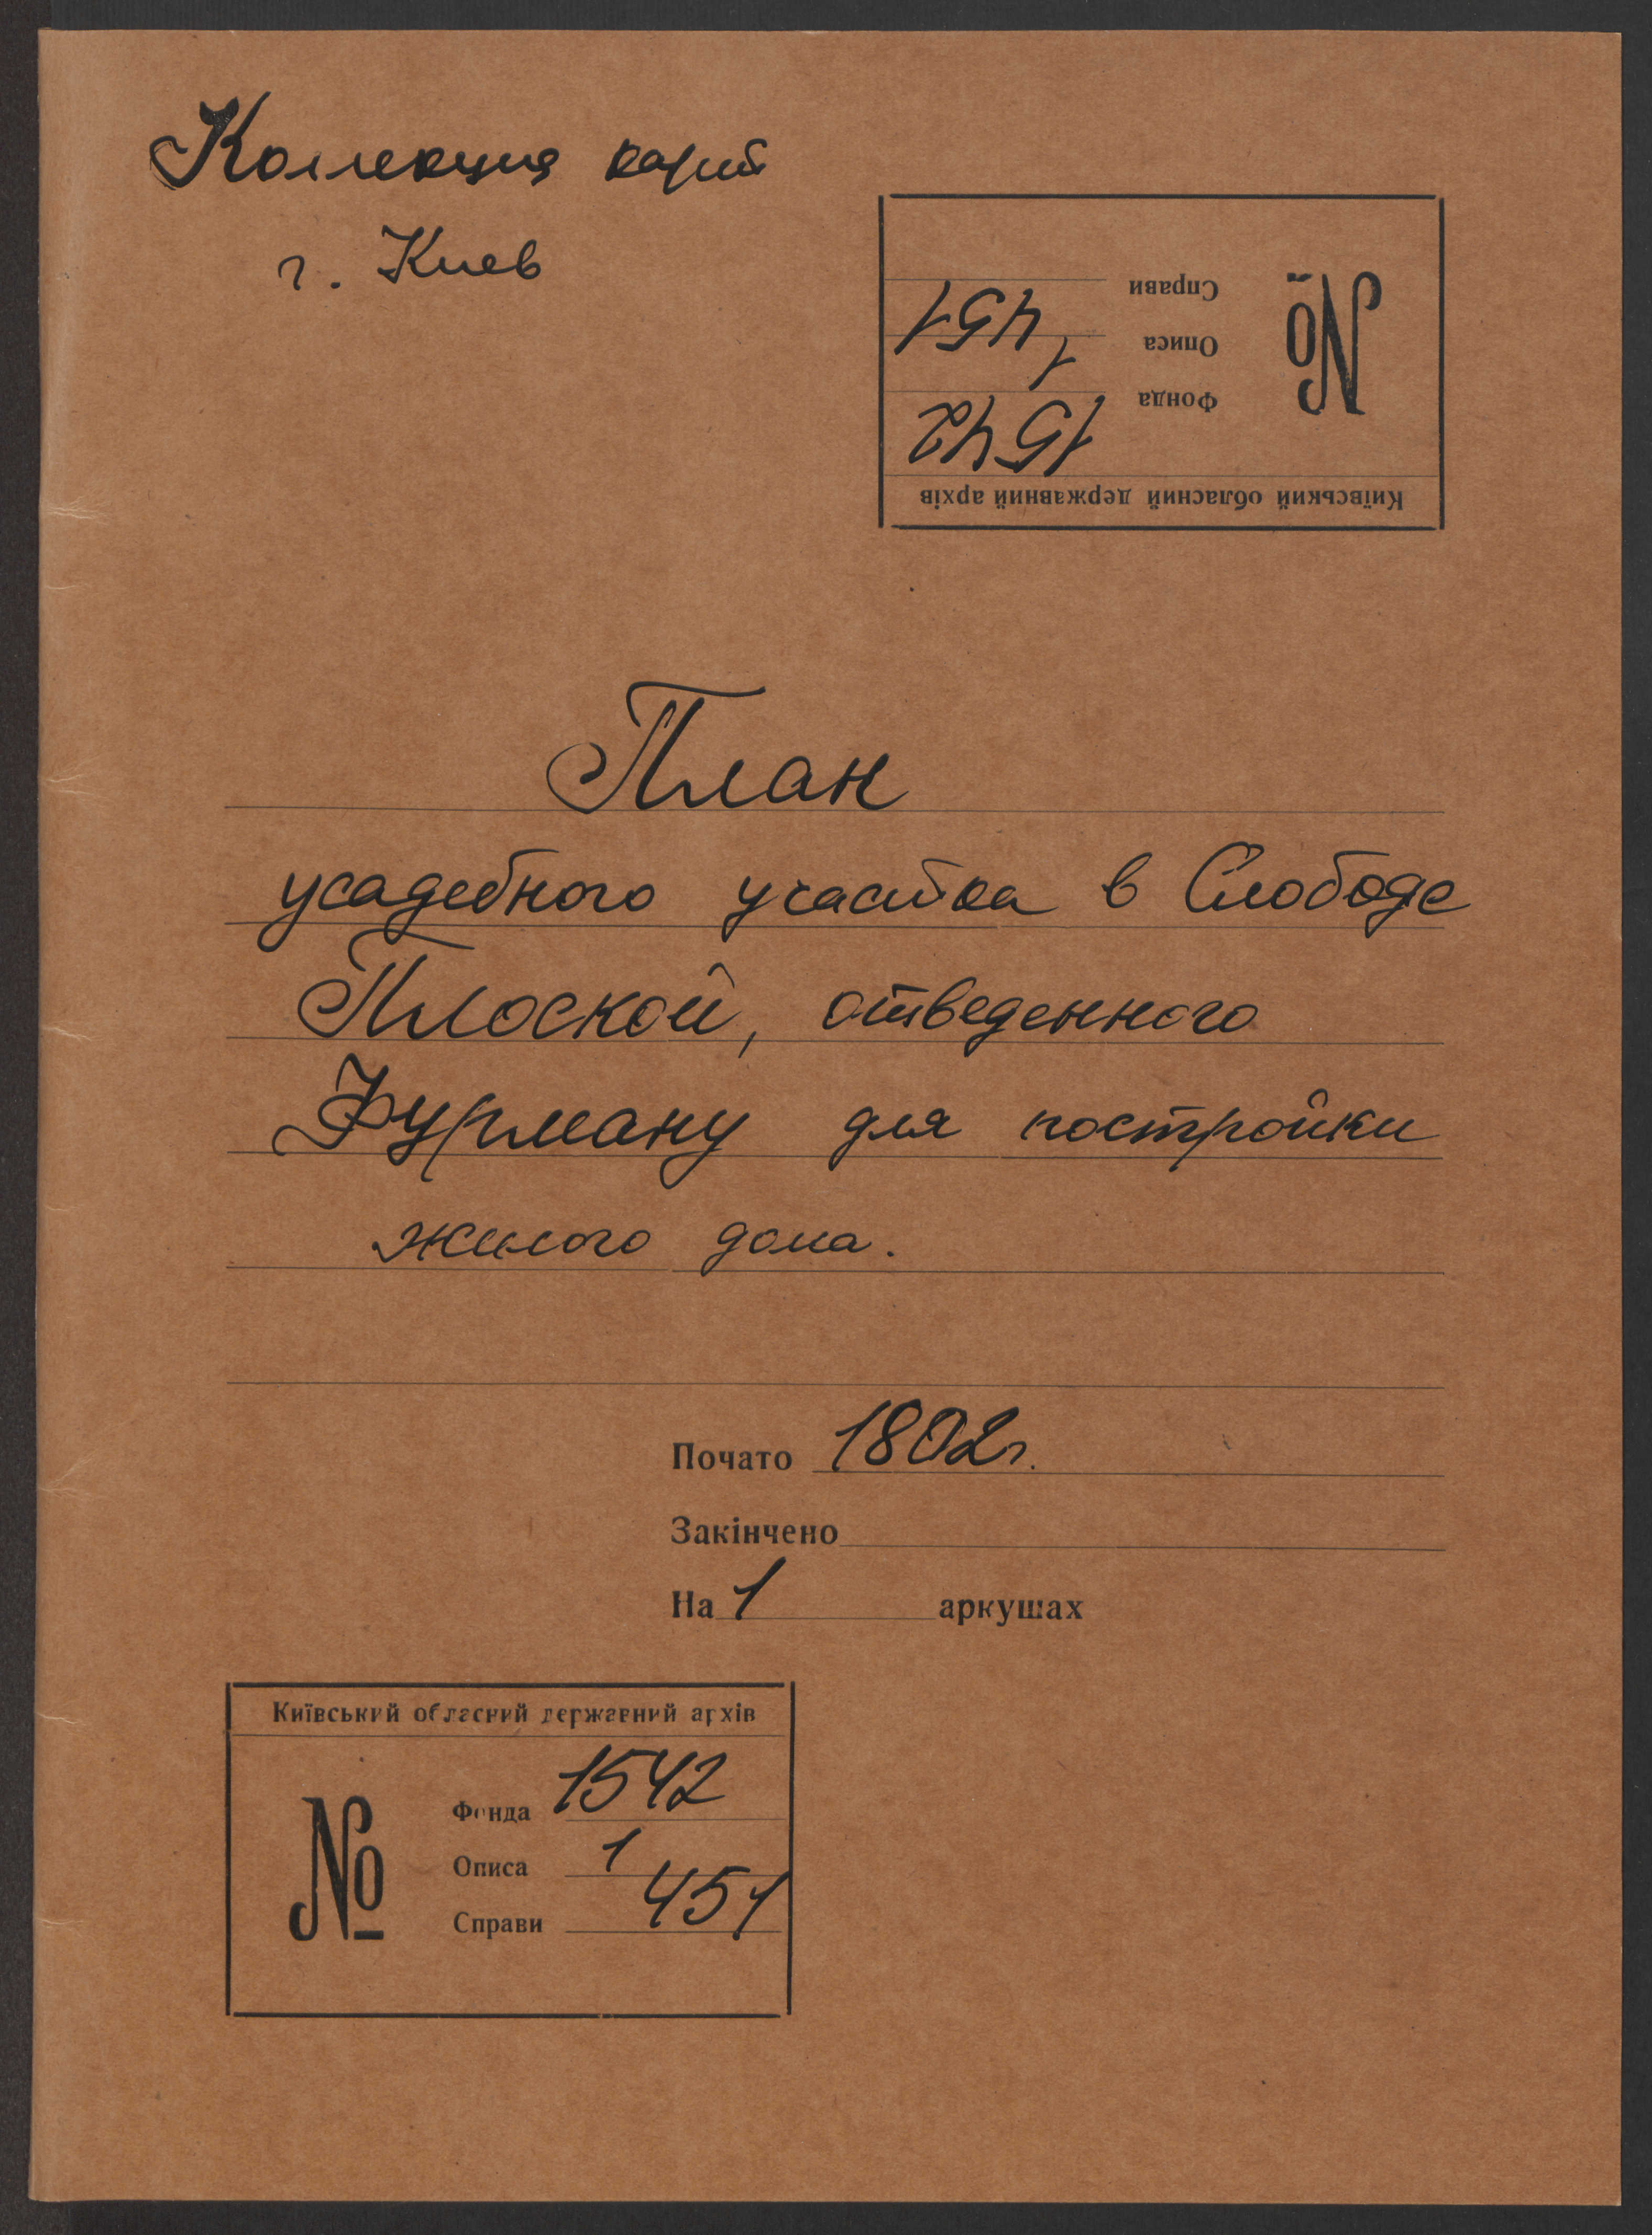 Коллекция карт
г. Киев
Київський обласний державний архів
№
Фонда 1542
Описа 1
Справи 451
План
усадебного участка в Слободе
Плоской, отведенного
Фурману для постройки
жилого дома.
Почато 1802г.
Закінчено
На 1 аркушах
Київський обласний державний архів
№
Фонда 1542
Описа 1
Справи 451